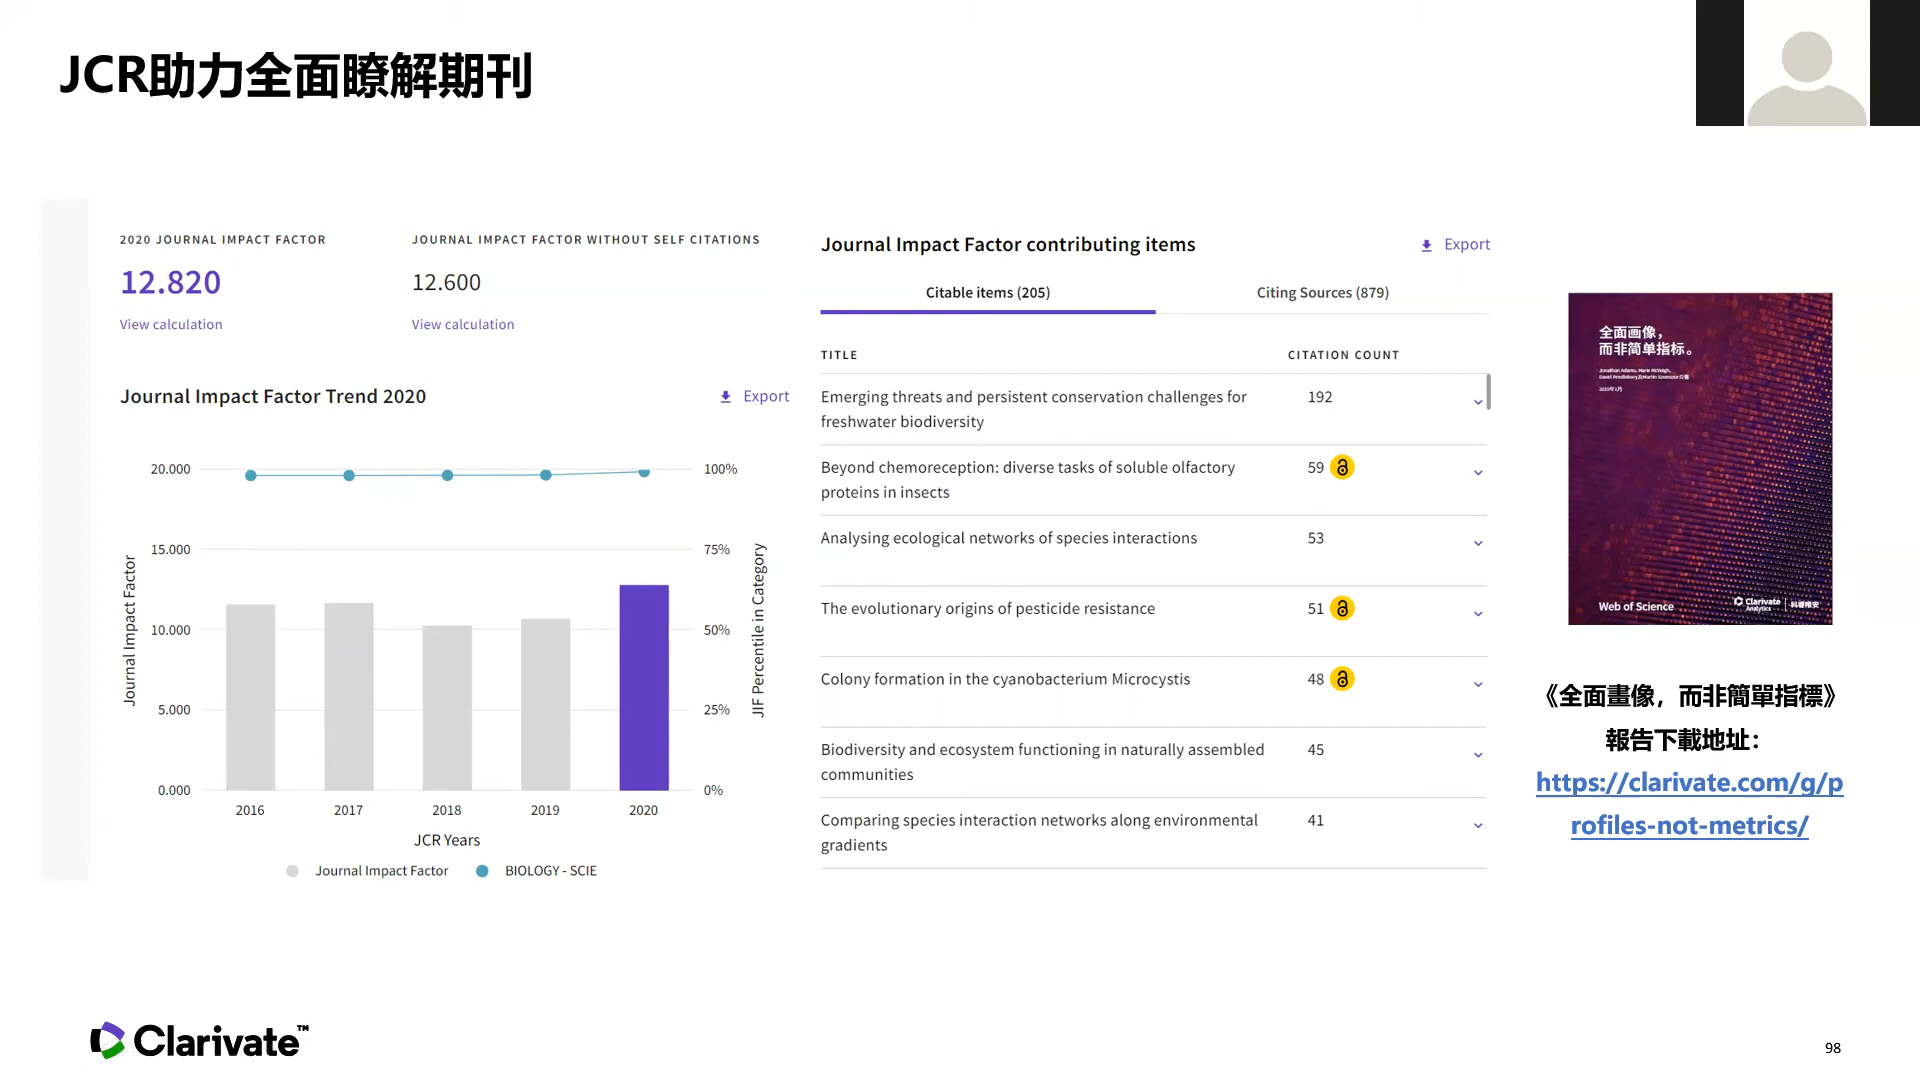 JCR助力全面瞭解期刊
2020 JOURNAL IMPACT FACTOR
12.820
View calculation
JOURNAL IMPACT FACTOR WITHOUT SELF CITATIONS
12.600
View calculation
Journal Impact Factor Trend 2020
Export
20.000
15.000
10.000
5.000
0.000
Journal Impact Factor
100%
75%
50%
25%
0%
JIF Percentile in Category
2016
2017
2018
2019
2020
JCR Years
Journal Impact Factor
BIOLOGY - SCIE
Journal Impact Factor contributing items
Export
Citable items (205)
Citing Sources (879)
TITLE
CITATION COUNT
Emerging threats and persistent conservation challenges for
freshwater biodiversity
192
Beyond chemoreception: diverse tasks of soluble olfactory
proteins in insects
59
Analysing ecological networks of species interactions
53
The evolutionary origins of pesticide resistance
51
Colony formation in the cyanobacterium Microcystis
48
Biodiversity and ecosystem functioning in naturally assembled
communities
45
Comparing species interaction networks along environmental
gradients
41
全面画像，
而非简单指标。
Web of Science
Clarivate
Analytics
《全面畫像，而非簡單指標》
報告下載地址：
https://clarivate.com/g/p
rofiles-not-metrics/
Clarivate™
98